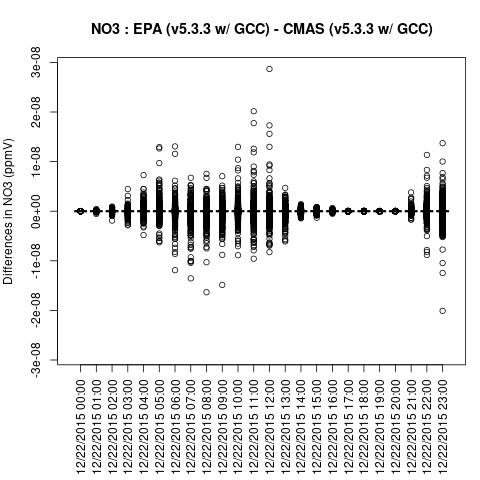 NO3 : EPA (v5.3.3 w/ GCC) - CMAS (v5.3.3 w/ GCC)
Differences in NO3 (ppmV)
3e-08
2e-08
1e-08
0e+00
-1e-08
-2e-08
-3e-08
12/22/2015 00:00
12/22/2015 01:00
12/22/2015 02:00
12/22/2015 03:00
12/22/2015 04:00
12/22/2015 05:00
12/22/2015 06:00
12/22/2015 07:00
12/22/2015 08:00
12/22/2015 09:00
12/22/2015 10:00
12/22/2015 11:00
12/22/2015 12:00
12/22/2015 13:00
12/22/2015 14:00
12/22/2015 15:00
12/22/2015 16:00
12/22/2015 17:00
12/22/2015 18:00
12/22/2015 19:00
12/22/2015 20:00
12/22/2015 21:00
12/22/2015 22:00
12/22/2015 23:00